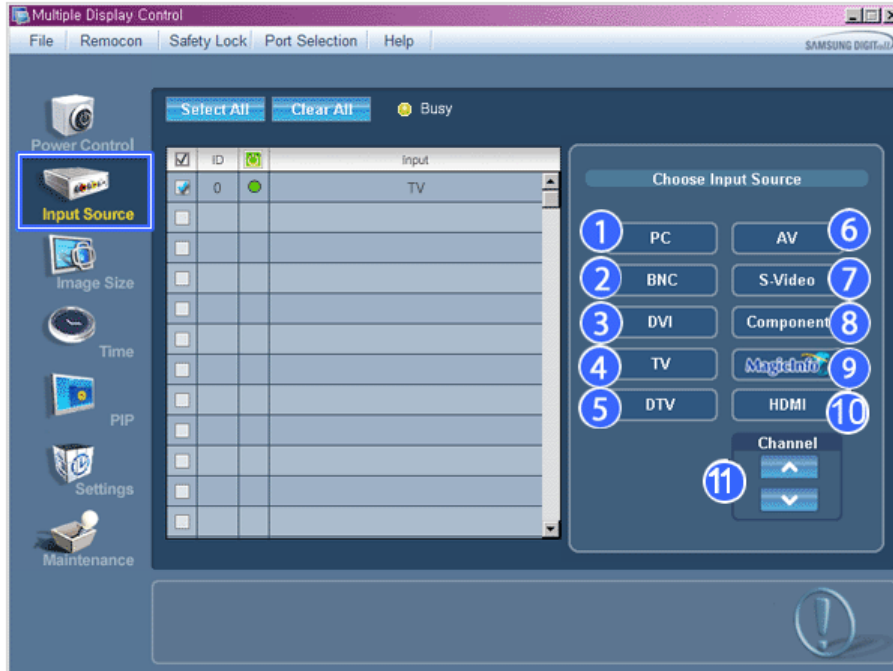 Multiple Display Control
File Remocon Safety Lock Port Selection Help
SAMSUNG DIGITall
Select All Clear All Busy
Power Control
Input Source
Image Size
Time
PIP
Settings
Maintenance
ID Input
0 TV
Choose Input Source
1 PC AV 6
2 BNC S-Video 7
3 DVI Component 8
4 TV MagicInfo 9
5 DTV HDMI 10
Channel
11